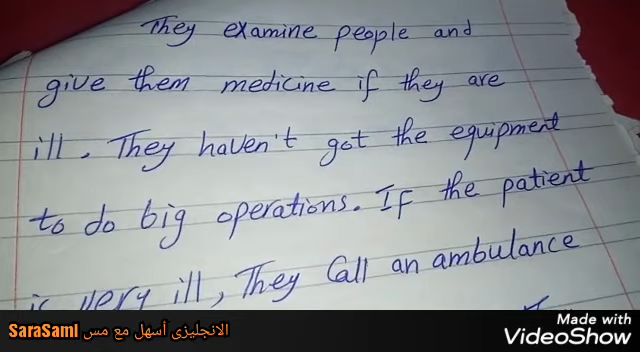 They examine people and
give them medicine if they are
ill. They haven't got the equipment
to do big operations. If the patient
is very ill, They Call an ambulance
SaraSamI الانجليزى أسهل مع مس
Made with
VideoShow